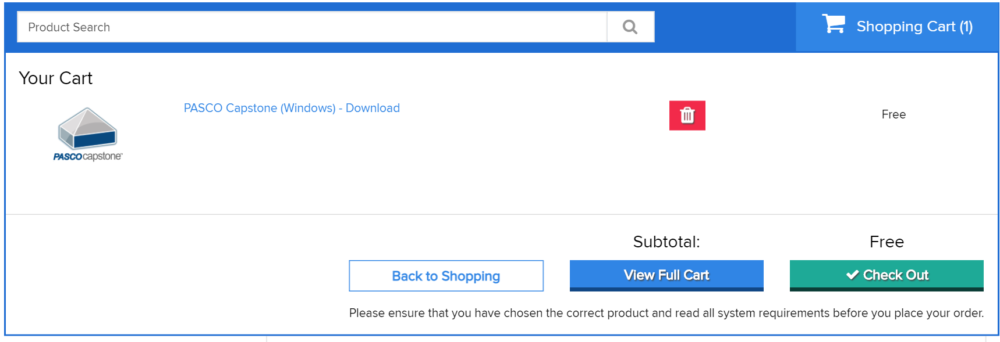 Product Search
Shopping Cart (1)
Your Cart
PASCO Capstone (Windows) - Download
Free
PASCOcapstone™
Subtotal:
Free
Back to Shopping
View Full Cart
Check Out
Please ensure that you have chosen the correct product and read all system requirements before you place your order.